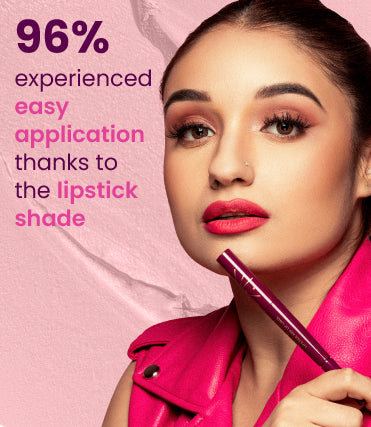 96%
experienced
easy
application
thanks to
the lipstick
shade